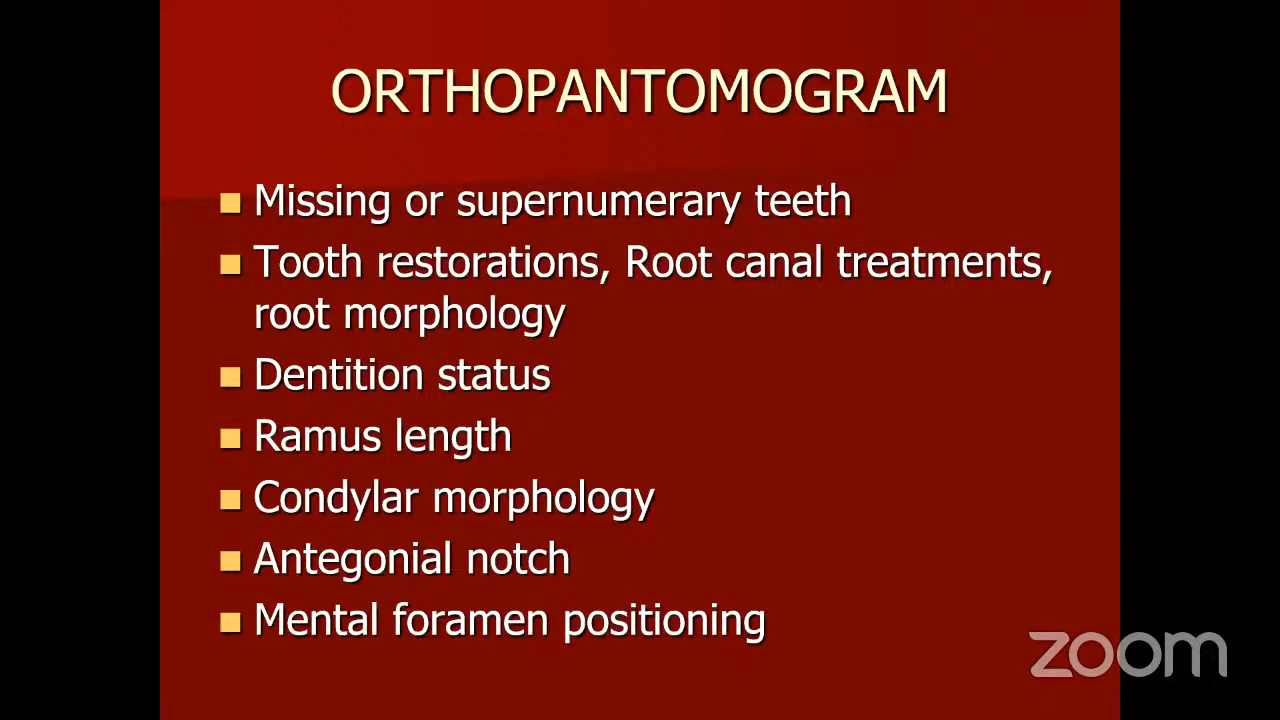 ORTHOPANTOMOGRAM
Missing or supernumerary teeth
Tooth restorations, Root canal treatments,
root morphology
Dentition status
Ramus length
Condylar morphology
Antegonial notch
Mental foramen positioning
zoom